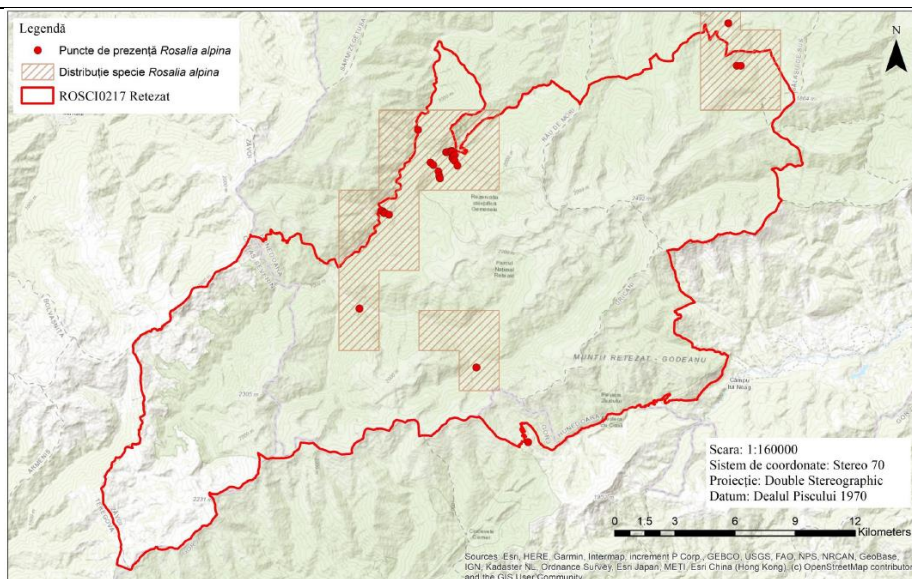 Legendă
Puncte de prezență Rosalia alpina
Distribuție specie Rosalia alpina
ROSCI0217 Retezat
N
MUNȚII RETEZAT - GODEANU
Câmpu lui Neag
Scara: 1:160000
Sistem de coordonate: Stereo 70
Proiecție: Double Stereographic
Datum: Dealul Piscului 1970
0 1.5 3 6 9 12
Kilometers
Sources: Esri, HERE, Garmin, Intermap, increment P Corp., GEBCO, USGS, FAO, NPS, NRCAN, GeoBase,
IGN, Kadaster NL, Ordnance Survey, Esri Japan, METI, Esri China (Hong Kong), (c) OpenStreetMap contributors,
and the GIS User Community